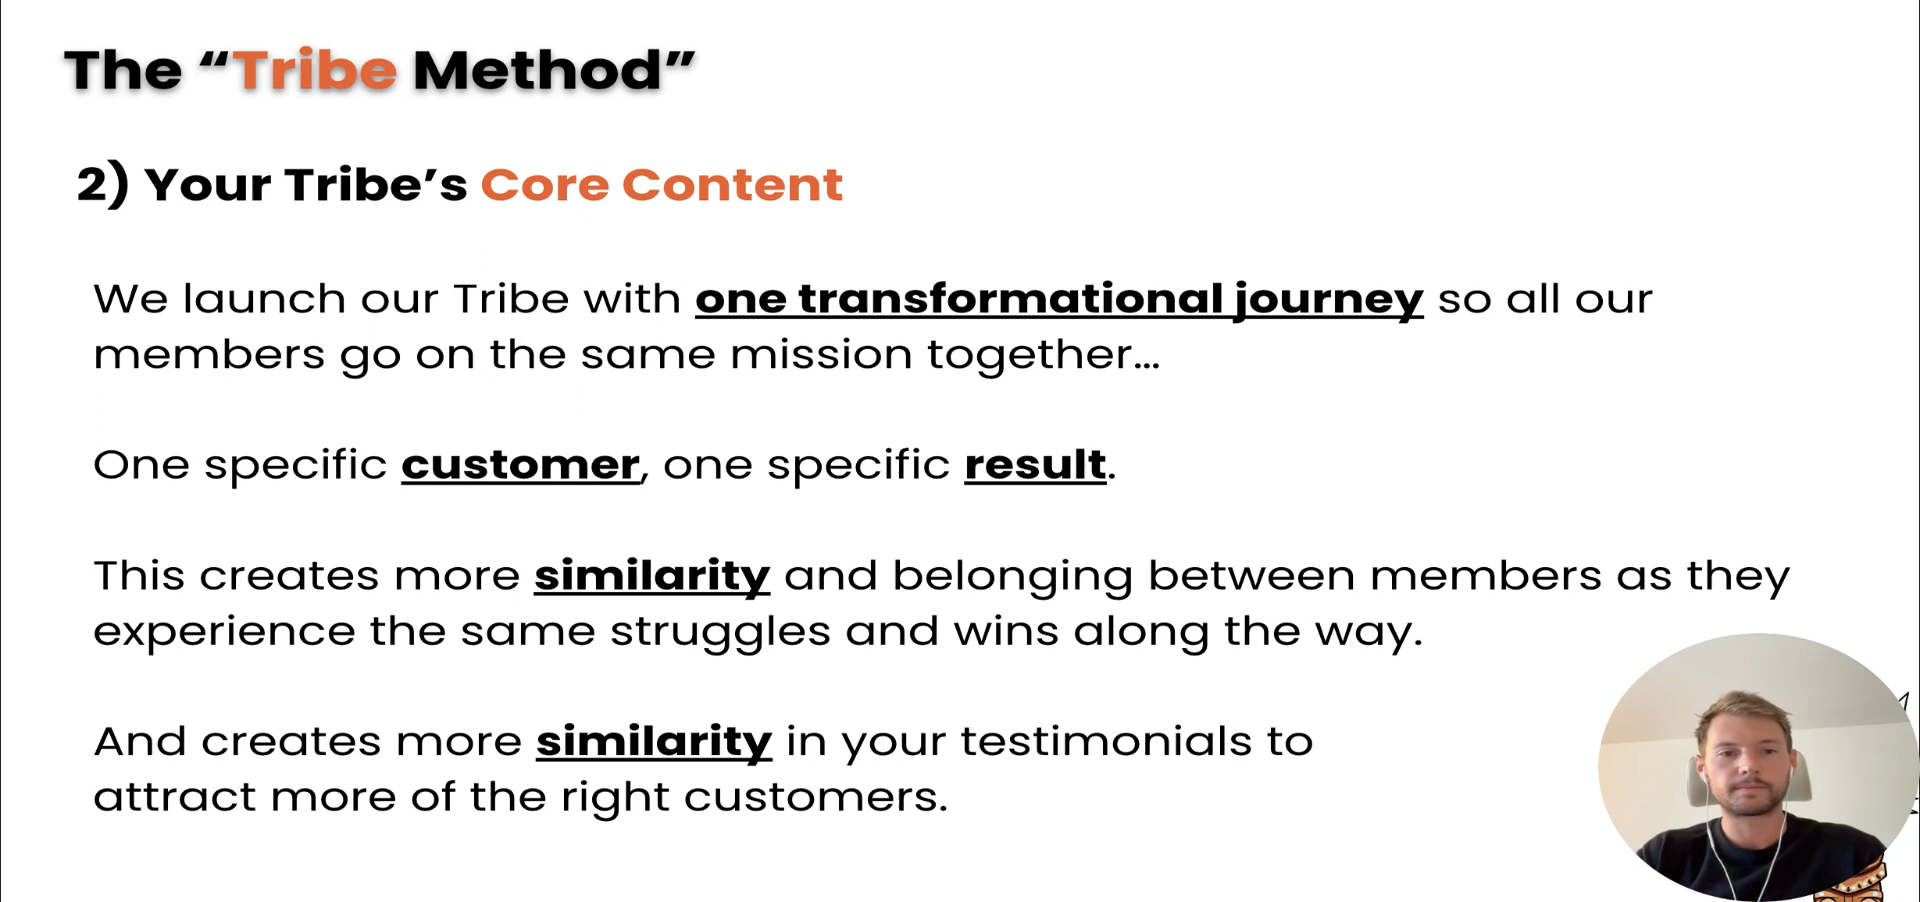 The “Tribe Method”
2) Your Tribe’s Core Content
We launch our Tribe with one transformational journey so all our
members go on the same mission together...
One specific customer, one specific result.
This creates more similarity and belonging between members as they
experience the same struggles and wins along the way.
And creates more similarity in your testimonials to
attract more of the right customers.